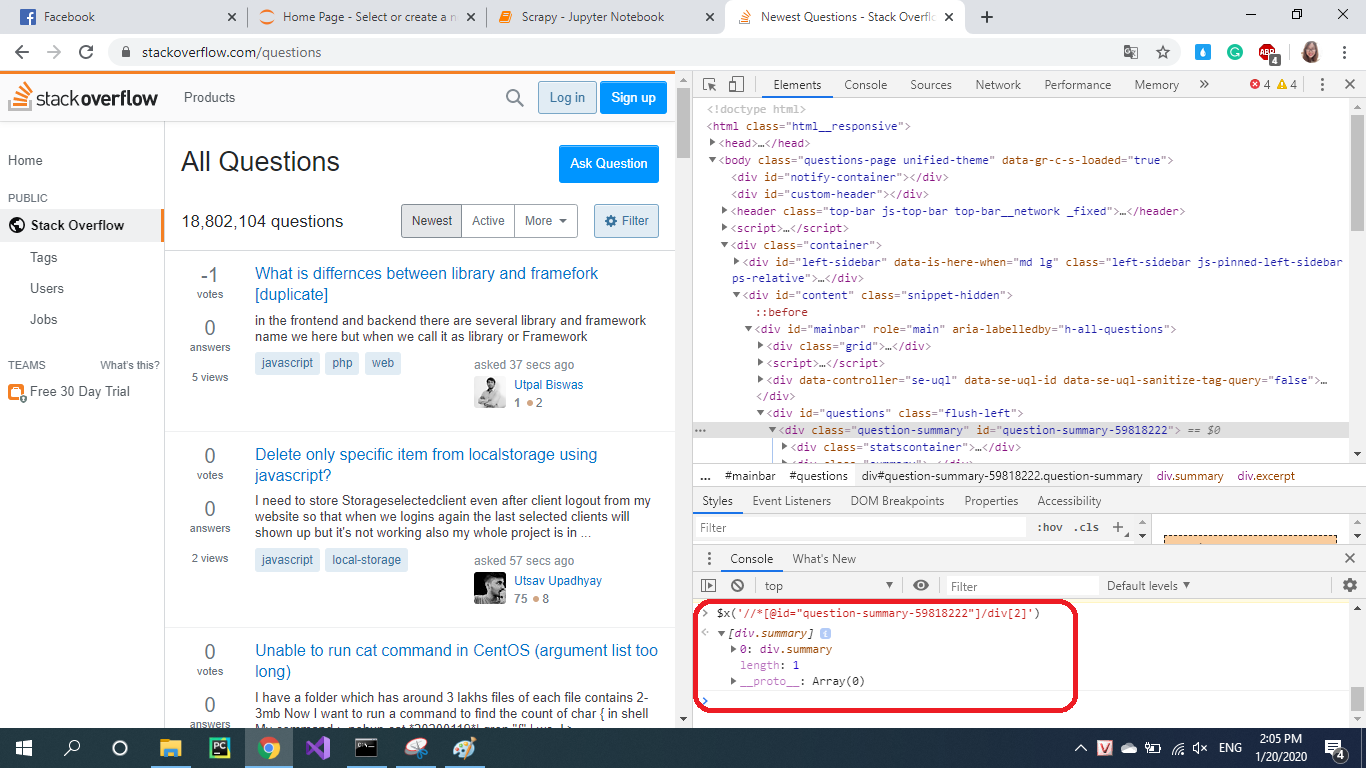 Facebook
Home Page - Select or create a n
Scrapy - Jupyter Notebook
Newest Questions - Stack Overflo
stackoverflow.com/questions
ABP
4
stackoverflow
Products
Log in
Sign up
Home
PUBLIC
Stack Overflow
Tags
Users
Jobs
TEAMS
What's this?
Free 30 Day Trial
All Questions
Ask Question
18,802,104 questions
Newest
Active
More
Filter
-1
votes
0
answers
5 views
What is differnces between library and framefork
[duplicate]
in the frontend and backend there are several library and framework
name we here but when we call it as library or Framework
javascript
php
web
asked 37 secs ago
Utpal Biswas
1 ●2
0
votes
0
answers
2 views
Delete only specific item from localstorage using
javascript?
I need to store Storageselectedclient even after client logout from my
website so that when we logins again the last selected clients will
show up but it's not working also my whole project is in ...
javascript
local-storage
asked 57 secs ago
Utsav Upadhyay
75 ●8
0
votes
0
answers
Unable to run cat command in CentOS (argument list too
long)
I have a folder which has around 3 lakhs files of each file contains 2-
3mb Now I want to run a command to find the count of char { in shell
Elements
Console
Sources
Network
Performance
Memory
»
4
4
<!doctype html>
<html class="html__responsive">
<head>…</head>
<body class="questions-page unified-theme" data-gr-c-s-loaded="true">
<div id="notify-container"></div>
<div id="custom-header"></div>
<header class="top-bar js-top-bar top-bar__network _fixed">…</header>
<script>…</script>
<div class="container">
<div id="left-sidebar" data-is-here-when="md lg" class="left-sidebar js-pinned-left-sidebar
ps-relative">…</div>
<div id="content" class="snippet-hidden">
::before
<div id="mainbar" role="main" aria-labelledby="h-all-questions">
<div class="grid">…</div>
<script>…</script>
<div data-controller="se-uql" data-se-uql-id data-se-uql-sanitize-tag-query="false">…
</div>
<div id="questions" class="flush-left">
<div class="question-summary" id="question-summary-59818222"> == $0
<div class="statscontainer">…</div>
<div class="summary">…</div>
... #mainbar #questions div#question-summary-59818222.question-summary div.summary div.excerpt
Styles
Event Listeners
DOM Breakpoints
Properties
Accessibility
Filter
:hov .cls +
Console
What's New
top
Filter
Default levels
$x('//*[@id="question-summary-59818222"]/div[2]')
[div.summary]
0: div.summary
length: 1
__proto__: Array(0)
ENG
2:05 PM
1/20/2020
4